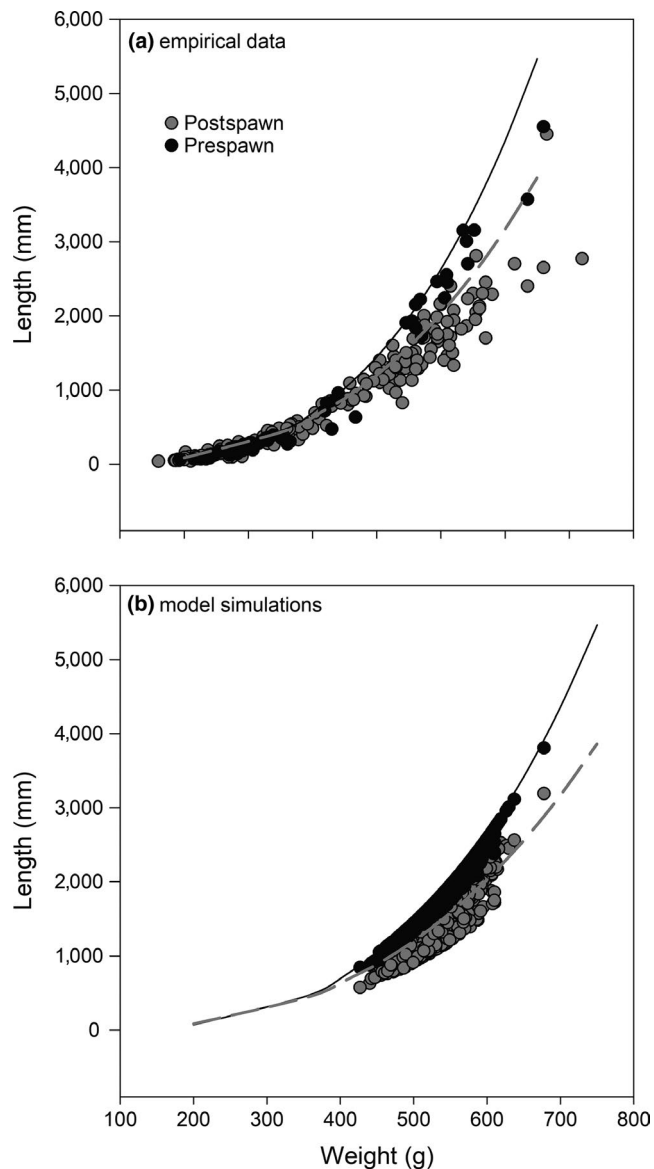 6,000
(a) empirical data
5,000
Postspawn
Prespawn
4,000
3,000
2,000
1,000
0
Length (mm)
6,000
(b) model simulations
5,000
4,000
3,000
2,000
1,000
0
Length (mm)
100 200 300 400 500 600 700 800
Weight (g)